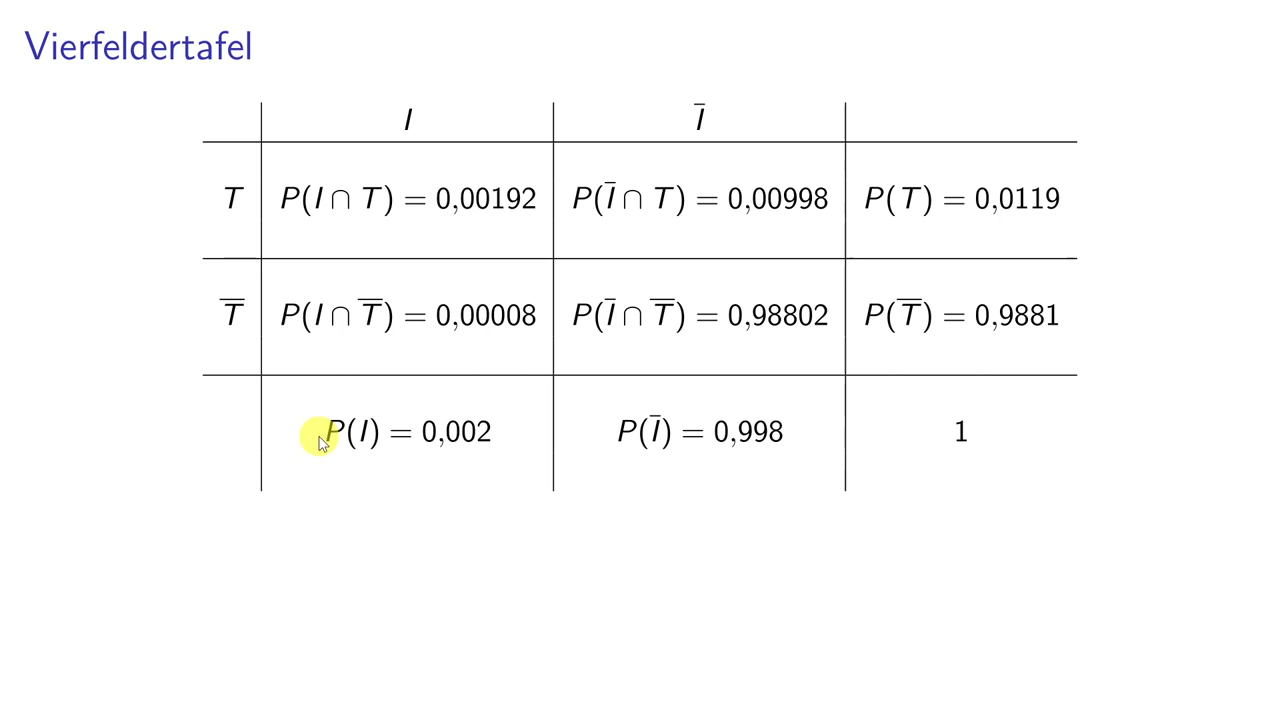 Vierfeldertafel
I Ī
T P(I ∩ T) = 0,00192 P(Ī ∩ T) = 0,00998 P(T) = 0,0119
T̅ P(I ∩ T̅) = 0,00008 P(Ī ∩ T̅) = 0,98802 P(T̅) = 0,9881
P(I) = 0,002 P(Ī) = 0,998 1